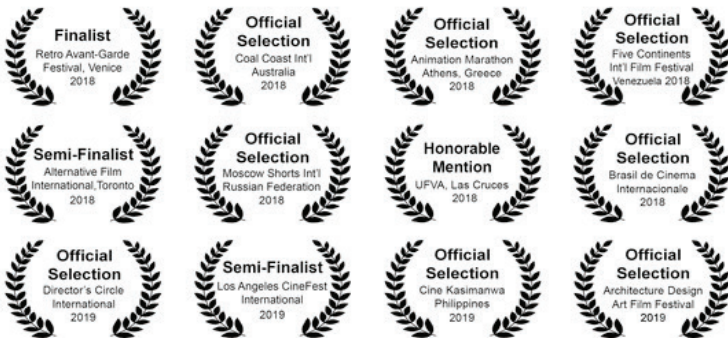 Finalist
Retro Avant-Garde
Festival, Venice
2018
Official
Selection
Coal Coast Int'l
Australia
2018
Official
Selection
Animation Marathon
Athens, Greece
2018
Official
Selection
Five Continents
Int'l Film Festival
Venezuela 2018
Semi-Finalist
Alternative Film
International,Toronto
2018
Official
Selection
Moscow Shorts Int'l
Russian Federation
2018
Honorable
Mention
UFVA, Las Cruces
2018
Official
Selection
Brasil de Cinema
Internacionale
2018
Official
Selection
Director's Circle
International
2019
Semi-Finalist
Los Angeles CineFest
International
2019
Official
Selection
Cine Kasimanwa
Philippines
2019
Official
Selection
Architecture Design
Art Film Festival
2019